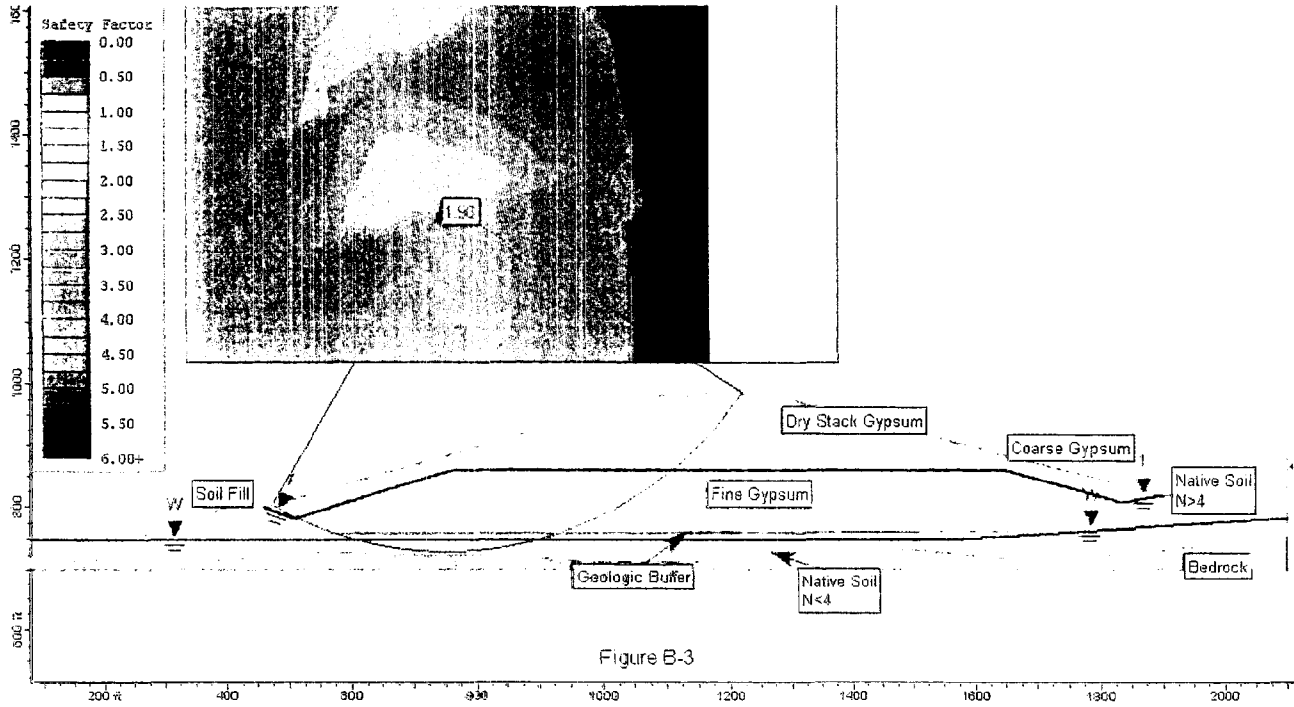 Safety Factor
0.00
0.50
1.00
1.50
2.00
2.50
3.00
3.50
4.00
4.50
5.00
5.50
6.00+
1400
1200
1000
800
600
1.90
Dry Stack Gypsum
Coarse Gypsum
Native Soil
N>4
Soil Fill
Fine Gypsum
W
W
Geologic Buffer
Native Soil
N<4
Bedrock
Figure B-3
200 ft
400
1000
1200
1400
1600
1800
2000